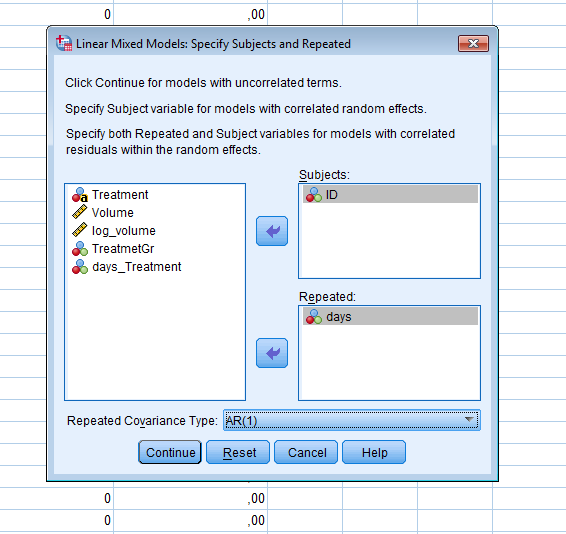 0 ,00
Linear Mixed Models: Specify Subjects and Repeated
Click Continue for models with uncorrelated terms.
Specify Subject variable for models with correlated random effects.
Specify both Repeated and Subject variables for models with correlated
residuals within the random effects.
Subjects:
Treatment
Volume
log_volume
TreatmetGr
days_Treatment
ID
Repeated:
days
Repeated Covariance Type: AR(1)
Continue Reset Cancel Help
0 ,00
0 ,00